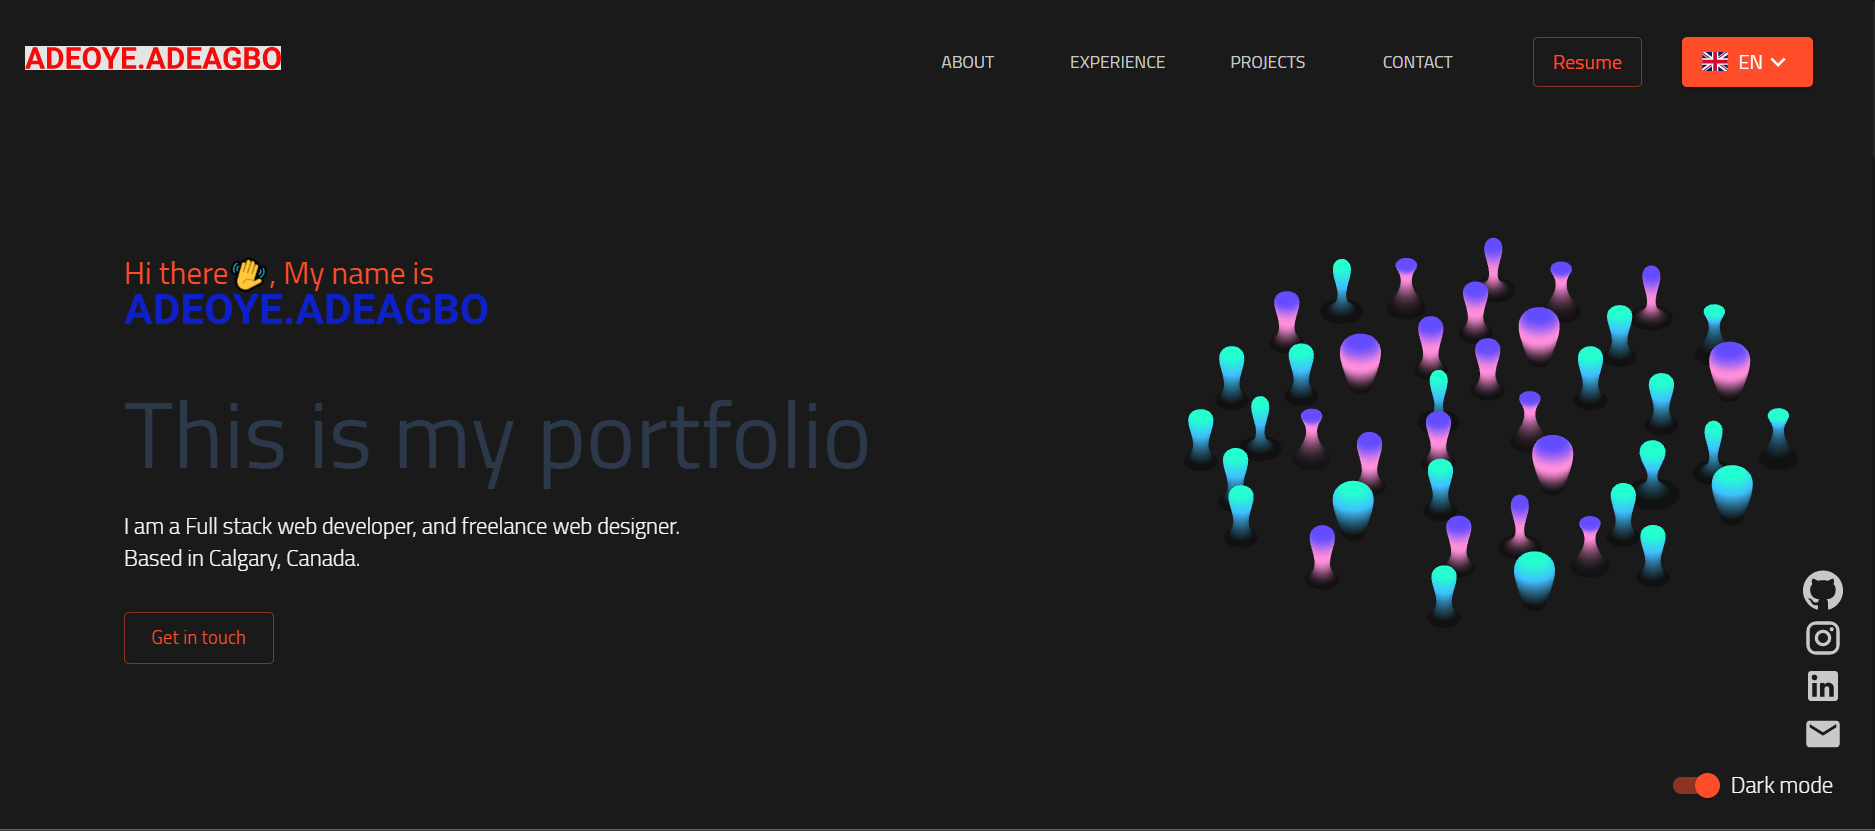 ADEOYE.ADEAGBO
ABOUT
EXPERIENCE
PROJECTS
CONTACT
Resume
EN
Hi there👋, My name is
ADEOYE.ADEAGBO
This is my portfolio
I am a Full stack web developer, and freelance web designer.
Based in Calgary, Canada.
Get in touch
in
Dark mode